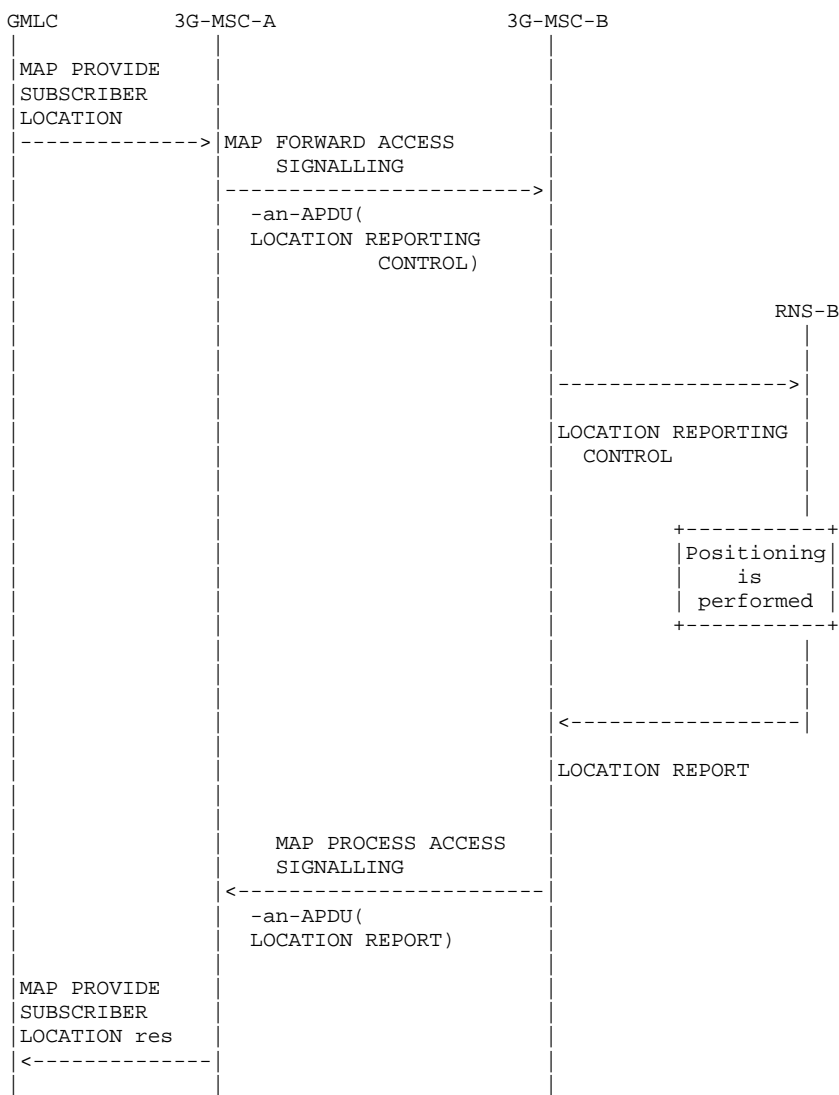 GMLC 3G-MSC-A 3G-MSC-B
MAP PROVIDE
SUBSCRIBER
LOCATION
MAP FORWARD ACCESS
SIGNALLING
-an-APDU(
LOCATION REPORTING
CONTROL)
RNS-B
LOCATION REPORTING
CONTROL
Positioning
is
performed
LOCATION REPORT
MAP PROCESS ACCESS
SIGNALLING
-an-APDU(
LOCATION REPORT)
MAP PROVIDE
SUBSCRIBER
LOCATION res